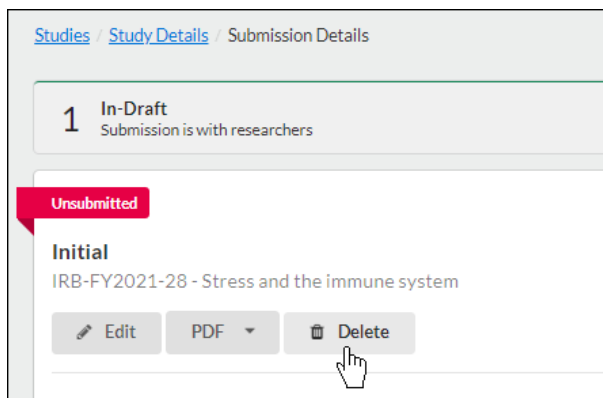 Studies / Study Details / Submission Details
1
In-Draft
Submission is with researchers
Unsubmitted
Initial
IRB-FY2021-28 - Stress and the immune system
Edit PDF Delete